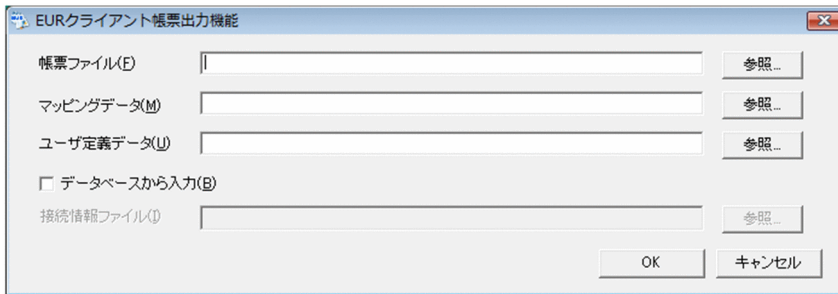 EURクライアント帳票出力機能
帳票ファイル(F) 参照...
マッピングデータ(M) 参照...
ユーザ定義データ(U) 参照...
データベースから入力(B)
接続情報ファイル(I) 参照...
OK キャンセル